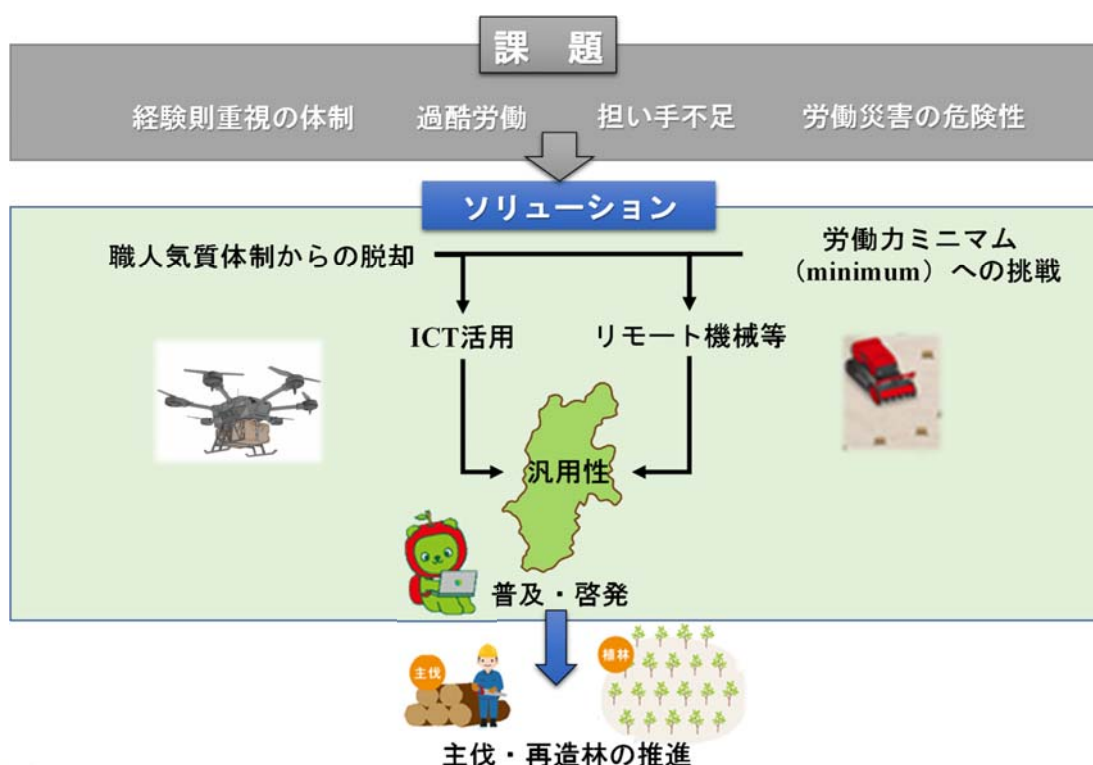 課 題
経験則重視の体制 過酷労働 担い手不足 労働災害の危険性
ソリューション
職人気質体制からの脱却
労働力ミニマム
(minimum)への挑戦
ICT活用
リモート機械等
汎用性
普及・啓発
主伐
植林
主伐・再造林の推進